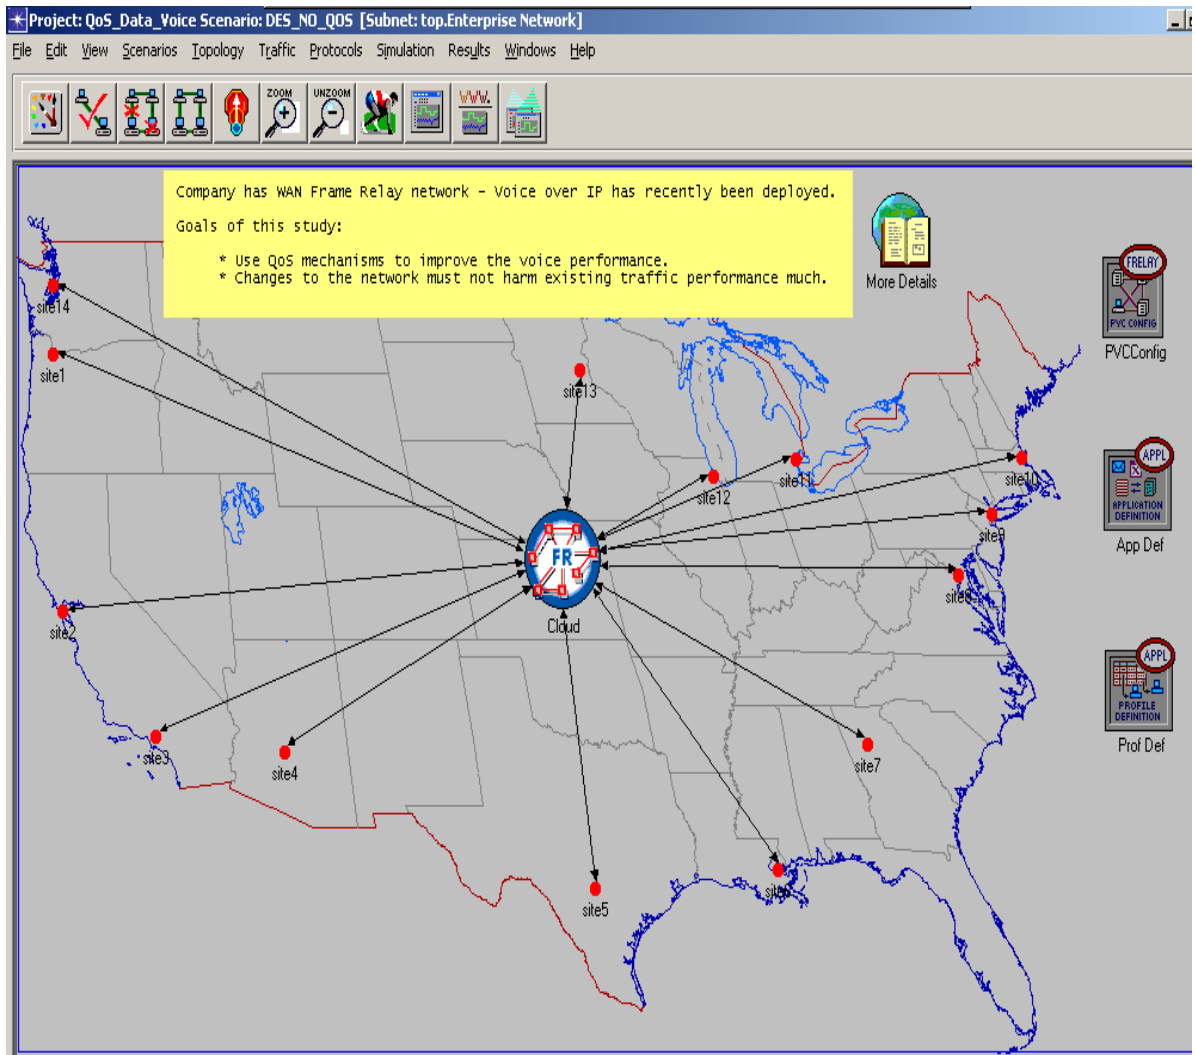 Project: QoS_Data_Voice Scenario: DES_NO_QOS [Subnet: top.Enterprise Network]
File Edit View Scenarios Topology Traffic Protocols Simulation Results Windows Help
ZOOM UNZOOM
Company has WAN Frame Relay network - Voice over IP has recently been deployed.
Goals of this study:
* Use QoS mechanisms to improve the voice performance.
* Changes to the network must not harm existing traffic performance much.
More Details
FRELAY
PVC CONFIG
PVCConfig
site14
site1
site13
site12
site11
site10
site9
site8
FR
Cloud
site2
site3
site4
site5
site6
site7
APPL
APPLICATION
DEFINITION
App Def
APPL
PROFILE
DEFINITION
Prof Def